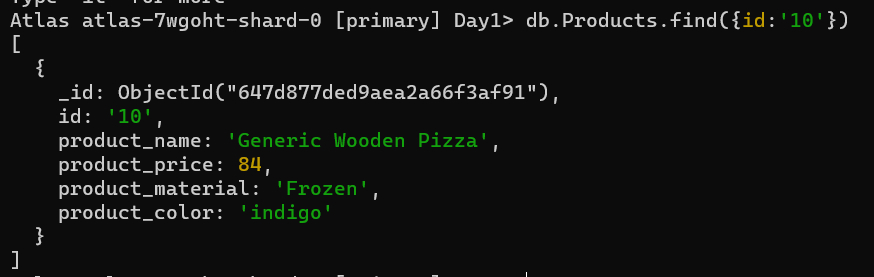 Atlas atlas-7wgoht-shard-0 [primary] Day1> db.Products.find({id:'10'})
[
  {
    _id: ObjectId("647d877ded9aea2a66f3af91"),
    id: '10',
    product_name: 'Generic Wooden Pizza',
    product_price: 84,
    product_material: 'Frozen',
    product_color: 'indigo'
  }
]